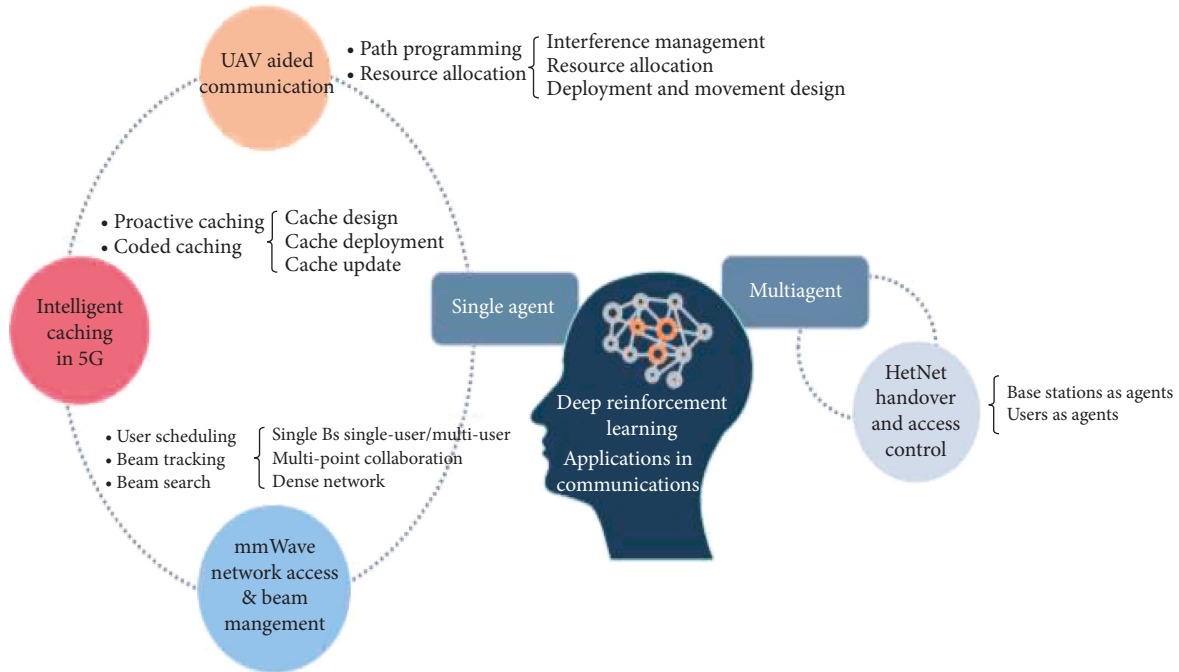 UAV aided
communication
• Path programming
• Resource allocation
Interference management
Resource allocation
Deployment and movement design
• Proactive caching
• Coded caching
Cache design
Cache deployment
Cache update
Intelligent
caching
in 5G
Single agent
Multiagent
• User scheduling
• Beam tracking
• Beam search
Single Bs single-user/multi-user
Multi-point collaboration
Dense network
mmWave
network access
& beam
mangement
Deep reinforcement
learning
Applications in
communications
HetNet
handover
and access
control
Base stations as agents
Users as agents